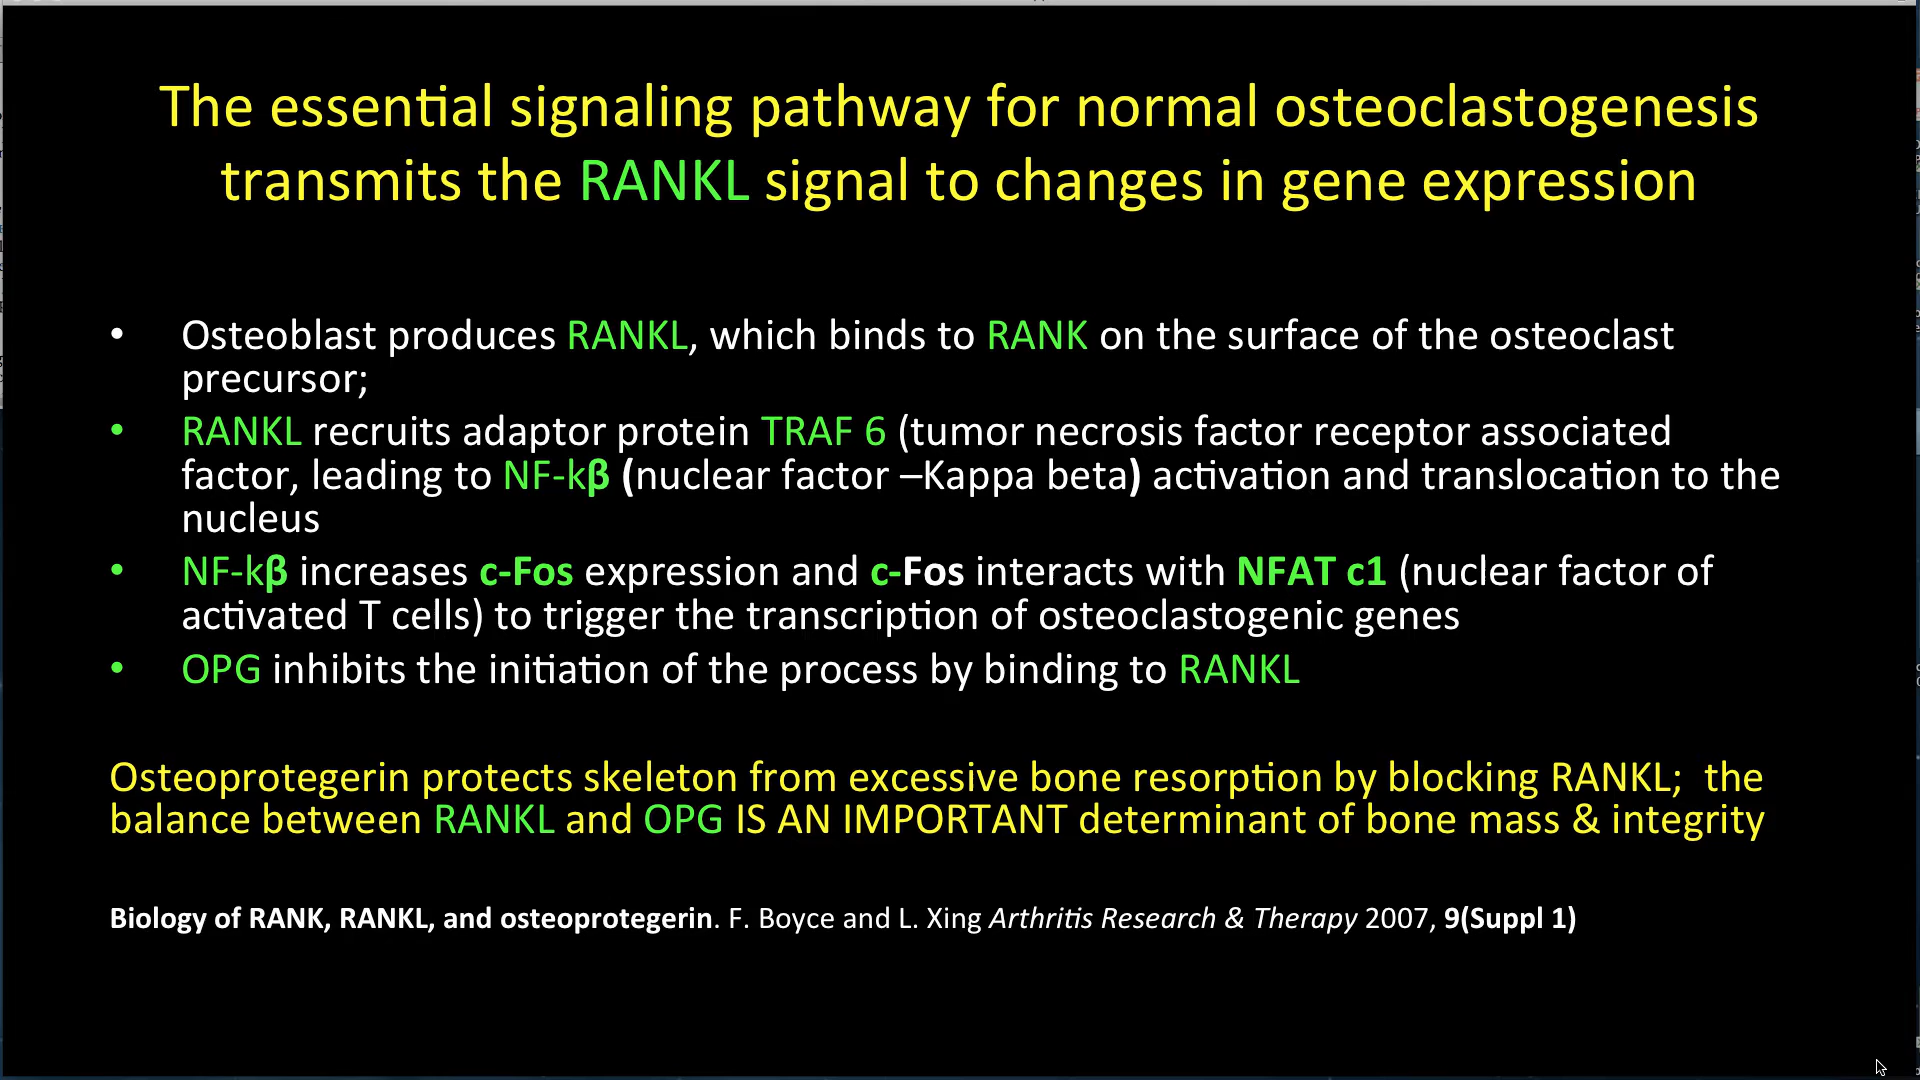 The essential signaling pathway for normal osteoclastogenesis
transmits the RANKL signal to changes in gene expression
• Osteoblast produces RANKL, which binds to RANK on the surface of the osteoclast
precursor;
• RANKL recruits adaptor protein TRAF 6 (tumor necrosis factor receptor associated
factor, leading to NF-kβ (nuclear factor –Kappa beta) activation and translocation to the
nucleus
• NF-kβ increases c-Fos expression and c-Fos interacts with NFAT c1 (nuclear factor of
activated T cells) to trigger the transcription of osteoclastogenic genes
• OPG inhibits the initiation of the process by binding to RANKL
Osteoprotegerin protects skeleton from excessive bone resorption by blocking RANKL;  the
balance between RANKL and OPG IS AN IMPORTANT determinant of bone mass & integrity
Biology of RANK, RANKL, and osteoprotegerin. F. Boyce and L. Xing Arthritis Research & Therapy 2007, 9(Suppl 1)